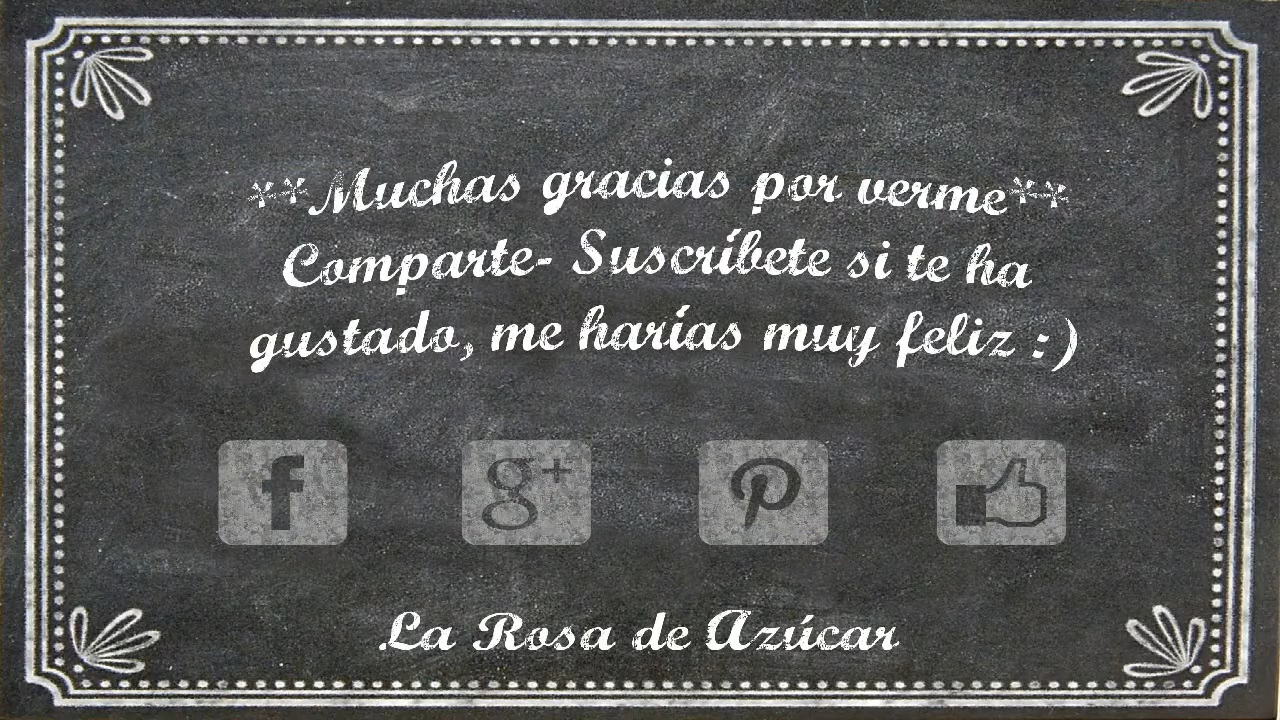 **Muchas gracias por verme**
Comparte- Suscríbete si te ha
gustado, me harías muy feliz :)
f g+ p
La Rosa de Azúcar